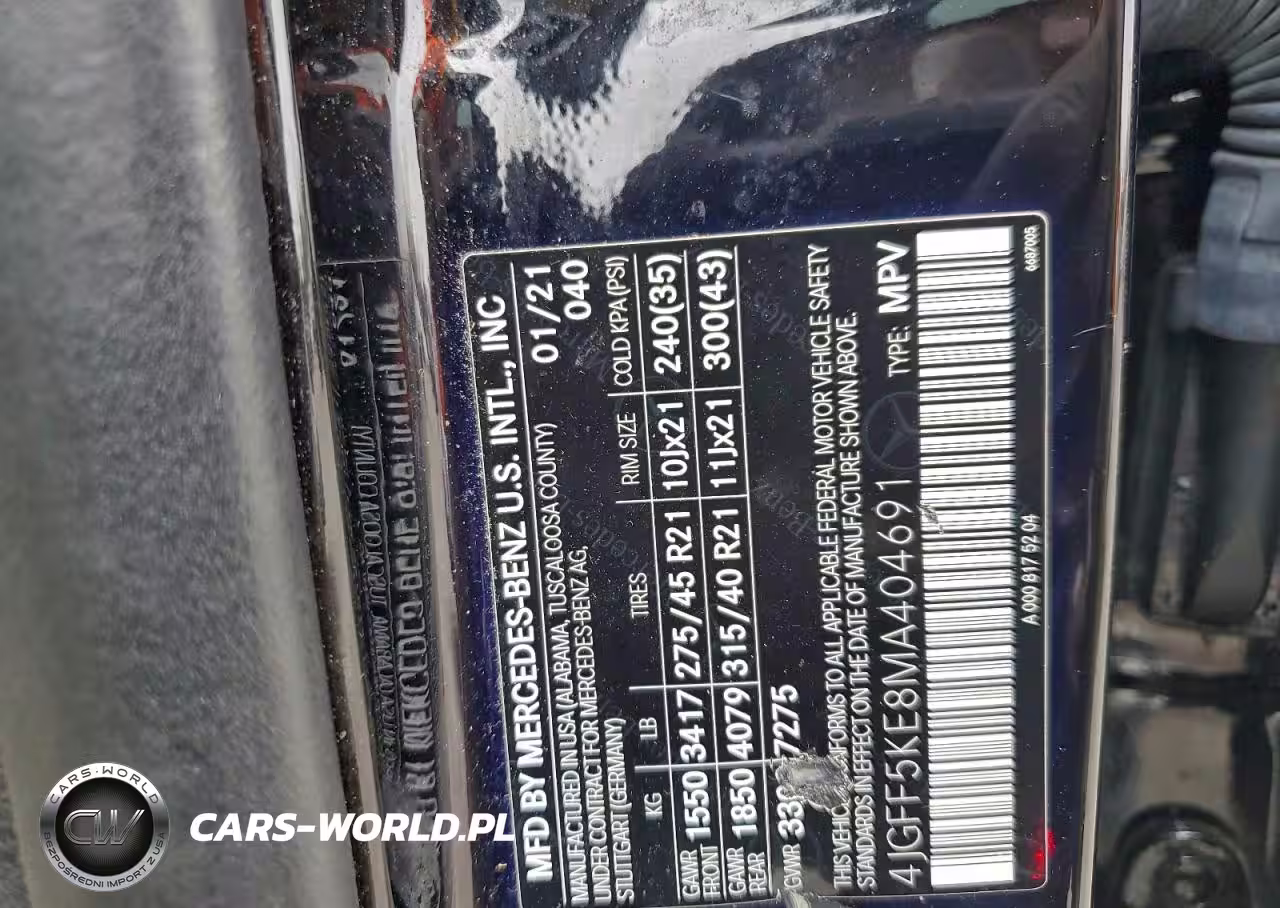 MFD BY MERCEDES-BENZ U.S. INTL., INC
MANUFACTURED IN USA (ALABAMA, TUSCALOOSA COUNTY) 01/21
UNDER CONTRACT FOR MERCEDES-BENZ AG, 040
STUTTGART (GERMANY)
KG LB TIRES RIM SIZE COLD KPA (PSI)
GAWR FRONT 1550 3417 275/45 R21 10Jx21 240(35)
GAWR REAR 1850 4079 315/40 R21 11Jx21 300(43)
GVWR 7275
THIS TO ALL APPLICABLE FEDERAL MOTOR VEHICLE SAFETY
STANDARDS IN EFFECT ON THE DATE OF MANUFACTURE SHOWN ABOVE.
4JGFF5KE8MA404691 TYPE: MPV
A 000 817 52 04 6687005
CARS-WORLD
CW
BEZPOŚREDNI IMPORT Z USA
CARS-WORLD.PL